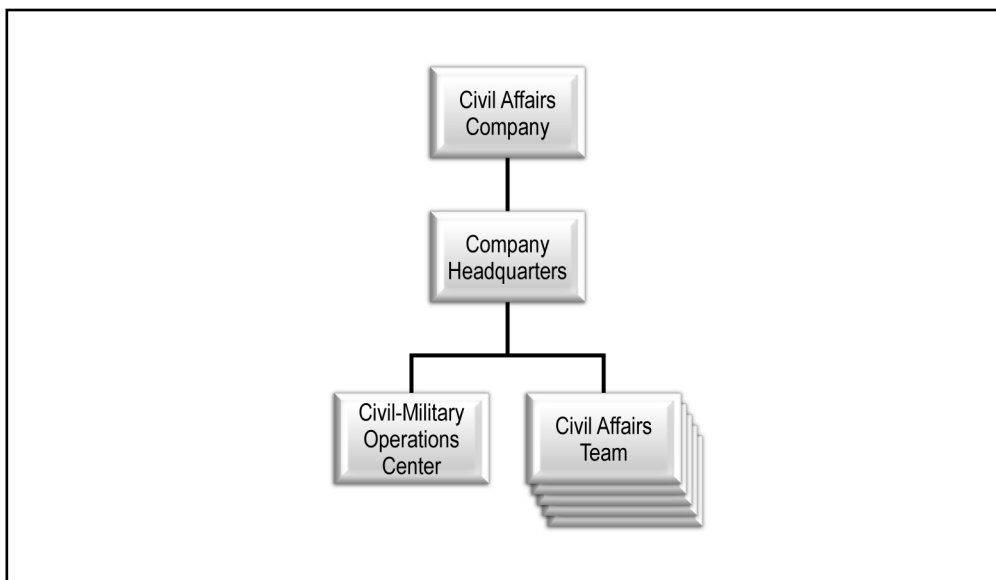 Civil Affairs
Company
Company
Headquarters
Civil-Military
Operations
Center
Civil Affairs
Team